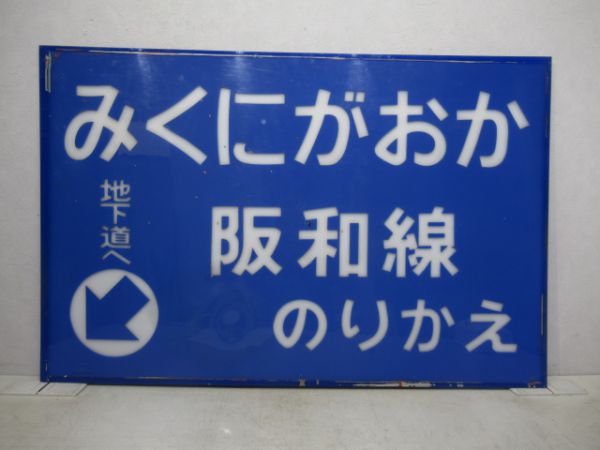 みくにがおか
地下道へ
阪和線
のりかえ